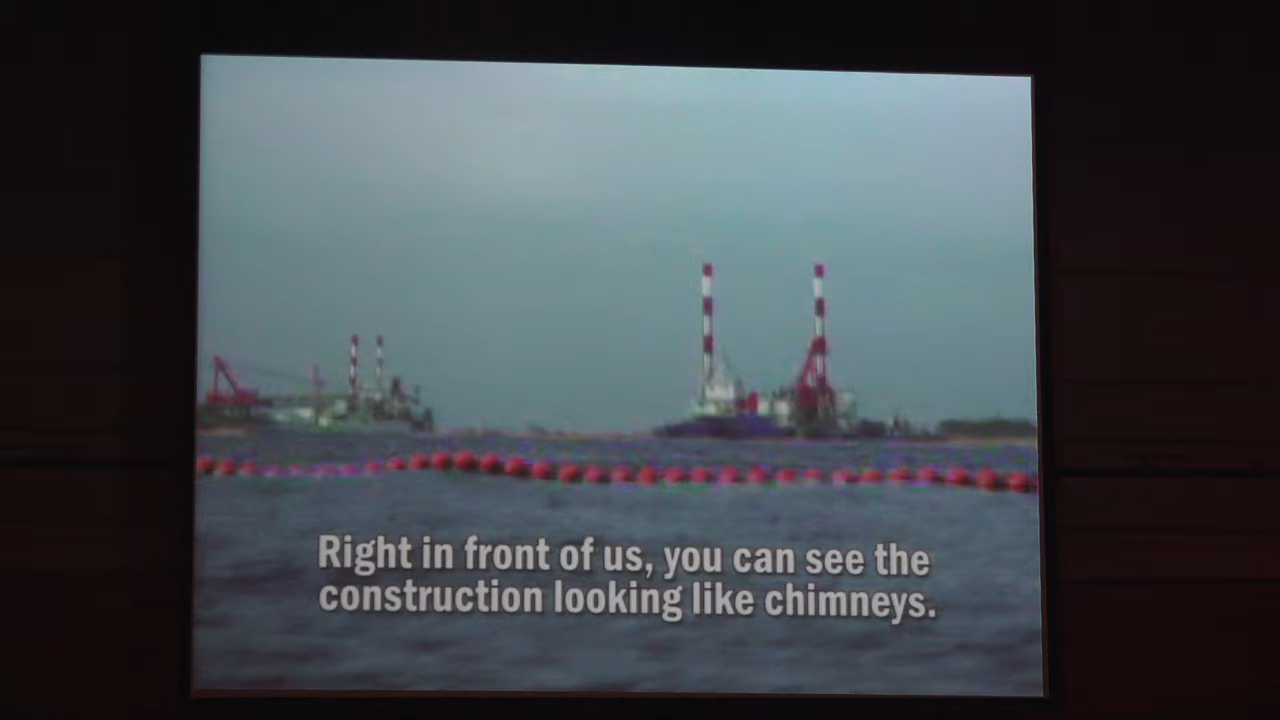 Right in front of us, you can see the
construction looking like chimneys.